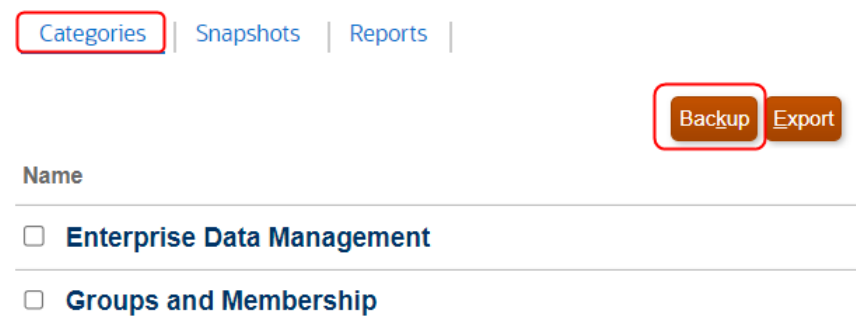 Categories | Snapshots | Reports |
Backup Export
Name
Enterprise Data Management
Groups and Membership